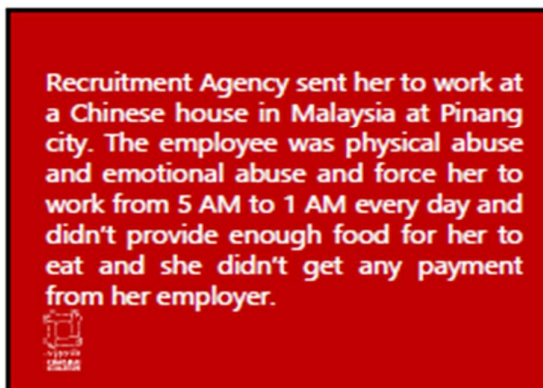 Recruitment Agency sent her to work at
a Chinese house in Malaysia at Pinang
city. The employee was physical abuse
and emotional abuse and force her to
work from 5 AM to 1 AM every day and
didn't provide enough food for her to
eat and she didn't get any payment
from her employer.